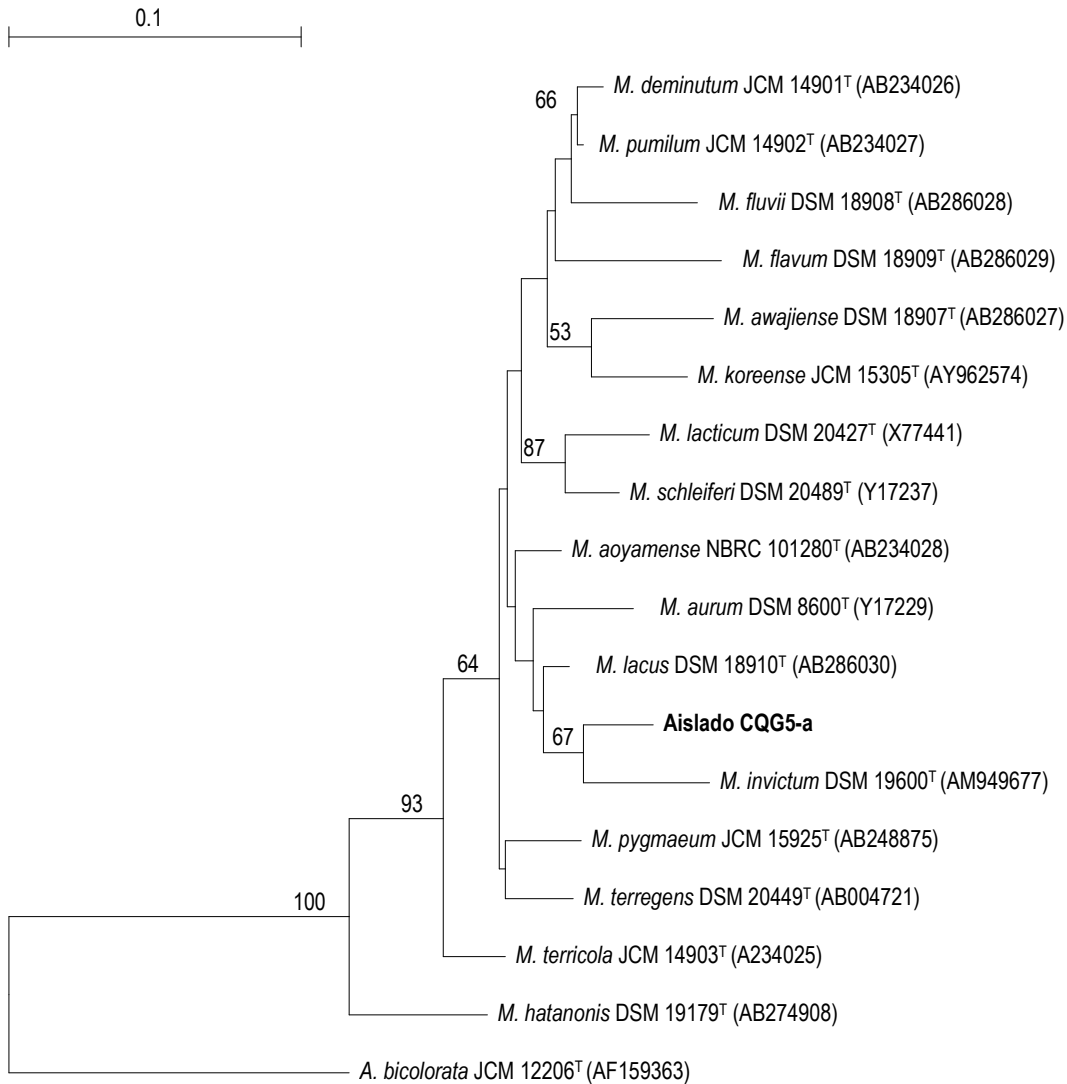 0.1
66
M. deminutum JCM 14901ᵀ (AB234026)
M. pumilum JCM 14902ᵀ (AB234027)
M. fluvii DSM 18908ᵀ (AB286028)
M. flavum DSM 18909ᵀ (AB286029)
M. awajiense DSM 18907ᵀ (AB286027)
53
M. koreense JCM 15305ᵀ (AY962574)
M. lacticum DSM 20427ᵀ (X77441)
87
M. schleiferi DSM 20489ᵀ (Y17237)
M. aoyamense NBRC 101280ᵀ (AB234028)
M. aurum DSM 8600ᵀ (Y17229)
64
M. lacus DSM 18910ᵀ (AB286030)
Aislado CQG5-a
67
M. invictum DSM 19600ᵀ (AM949677)
93
M. pygmaeum JCM 15925ᵀ (AB248875)
M. terregens DSM 20449ᵀ (AB004721)
100
M. terricola JCM 14903ᵀ (A234025)
M. hatanonis DSM 19179ᵀ (AB274908)
A. bicolorata JCM 12206ᵀ (AF159363)